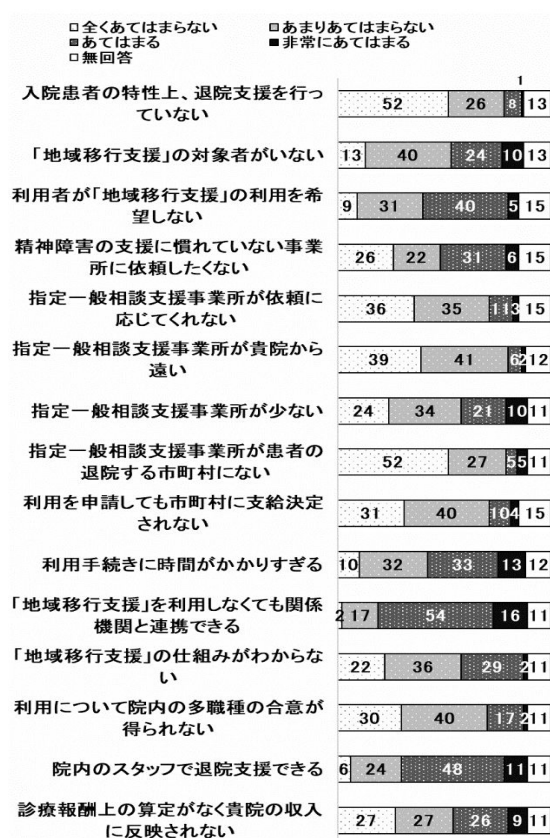 □全くあてはまらない ■あまりあてはまらない
■あてはまる ■非常にあてはまる
□無回答
入院患者の特性上、退院支援を行っ
ていない
52 26 8 1 13
「地域移行支援」の対象者がいない
13 40 24 10 13
利用者が「地域移行支援」の利用を希
望しない
9 31 40 5 15
精神障害の支援に慣れていない事業
所に依頼したくない
26 22 31 6 15
指定一般相談支援事業所が依頼に
応じてくれない
36 35 11 3 15
指定一般相談支援事業所が貴院から
遠い
39 41 6 2 12
指定一般相談支援事業所が少ない
24 34 21 10 11
指定一般相談支援事業所が患者の
退院する市町村にない
52 27 5 5 11
利用を申請しても市町村に支給決定
されない
31 40 10 4 15
利用手続きに時間がかかりすぎる
10 32 33 13 12
「地域移行支援」を利用しなくても関係
機関と連携できる
2 17 54 16 11
「地域移行支援」の仕組みがわからな
い
22 36 29 2 11
利用について院内の多職種の合意が
得られない
30 40 17 2 11
院内のスタッフで退院支援できる
6 24 48 11 11
診療報酬上の算定がなく貴院の収入
に反映されない
27 27 26 9 11